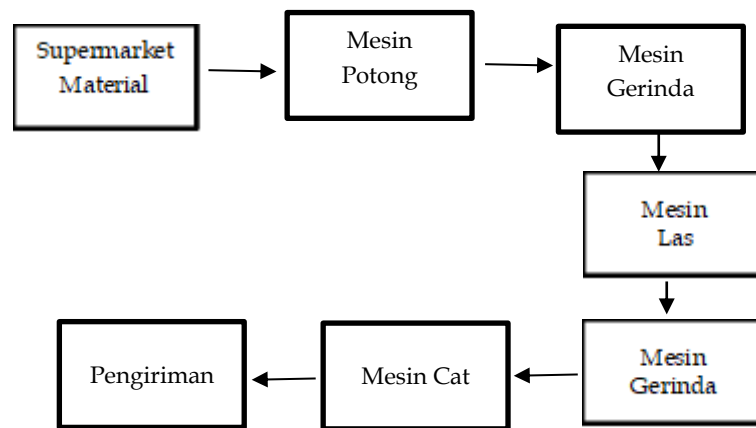 Supermarket
Material
Mesin
Potong
Mesin
Gerinda
Mesin
Las
Mesin
Gerinda
Mesin Cat
Pengiriman